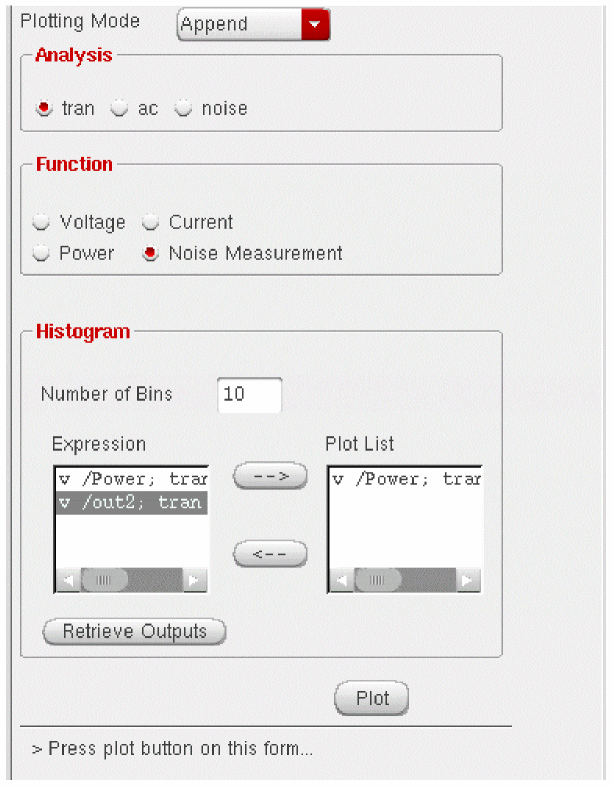 Plotting Mode Append
Analysis
tran ac noise
Function
Voltage Current
Power Noise Measurement
Histogram
Number of Bins 10
Expression Plot List
v /Power; tran v /Power; tran
v /out2; tran
-->
<--
Retrieve Outputs
Plot
> Press plot button on this form...